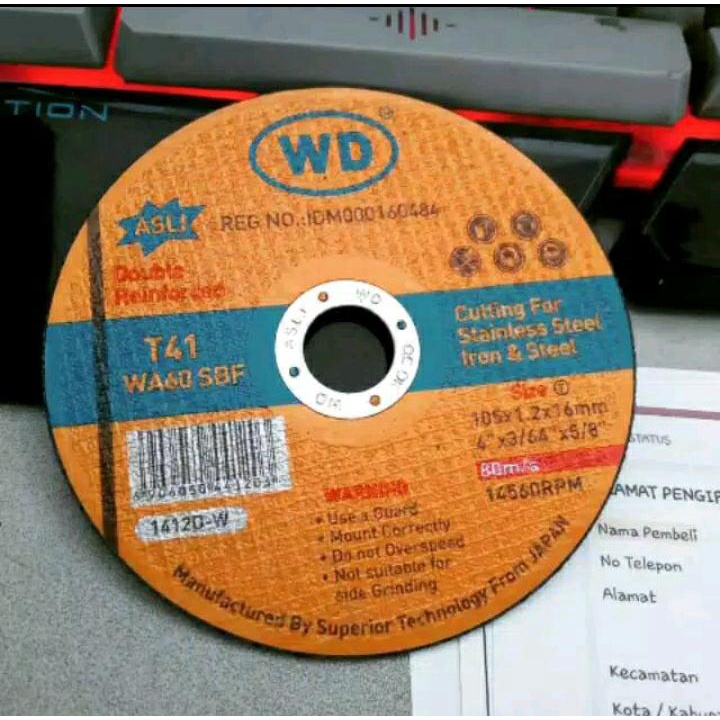 TION
WD
®
ASLI
REG NO.:IDM000160484
Double
Reinforced
T41
WA60 SBF
Cutting For
Stainless Steel
Iron & Steel
ASLI
WD
WD
Size
105x1.2x16mm
4"x3/64"x5/8"
80m/s
14560RPM
1412D-W
WARNING
• Use a Guard
• Mount Correctly
• Do not Overspeed
• Not suitable for
side Grinding
Manufactured By Superior Technology From JAPAN
STATUS
AMAT PENGIR
Nama Pembeli
No Telepon
Alamat
Kecamatan
Kota / Kabup